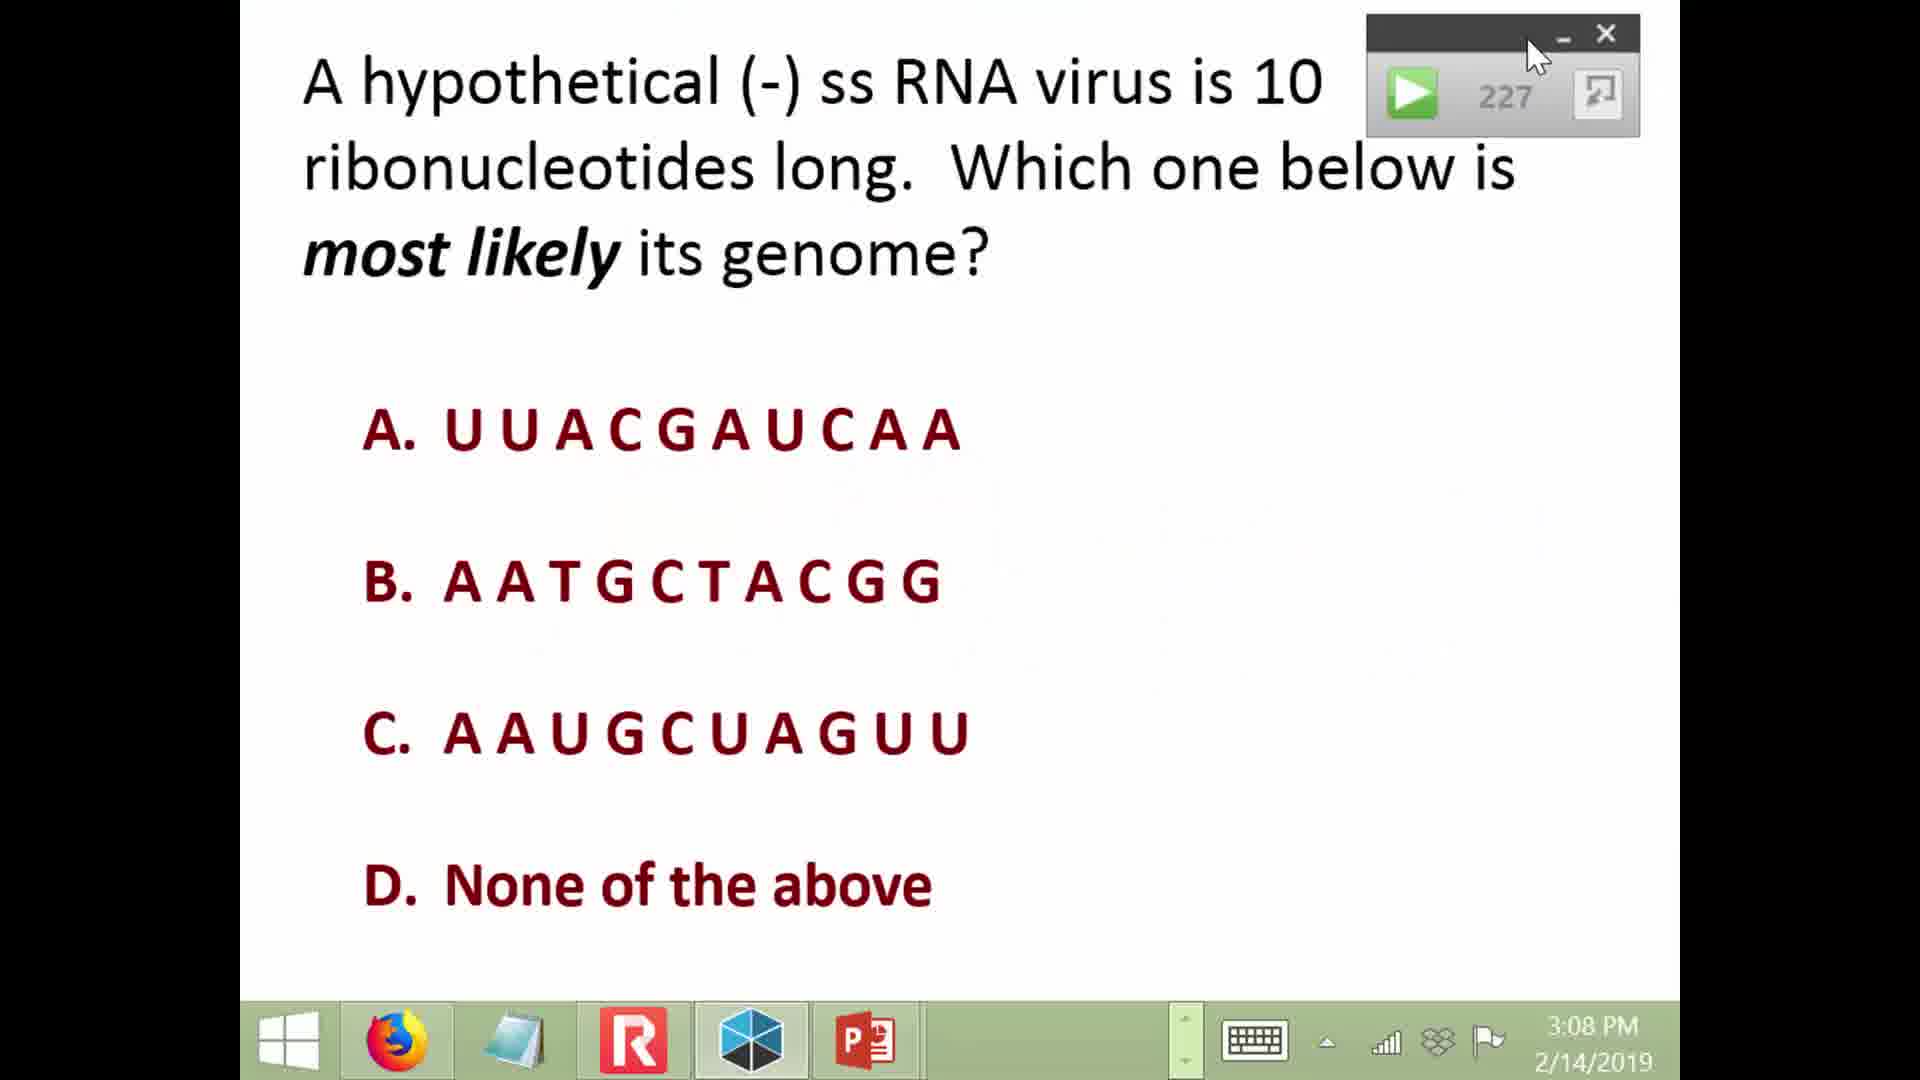 A hypothetical (-) ss RNA virus is 10
ribonucleotides long. Which one below is
most likely its genome?
227
A. U U A C G A U C A A
B. A A T G C T A C G G
C. A A U G C U A G U U
D. None of the above
3:08 PM
2/14/2019